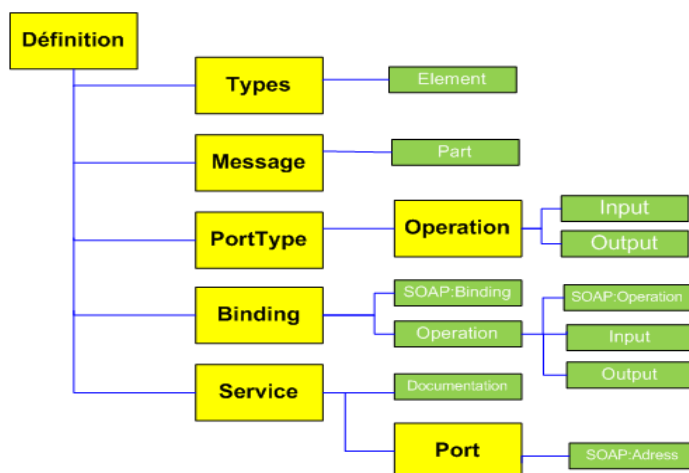 Définition
Types
Element
Message
Part
PortType
Operation
Input
Output
Binding
SOAP:Binding
Operation
SOAP:Operation
Input
Output
Service
Documentation
Port
SOAP:Adress